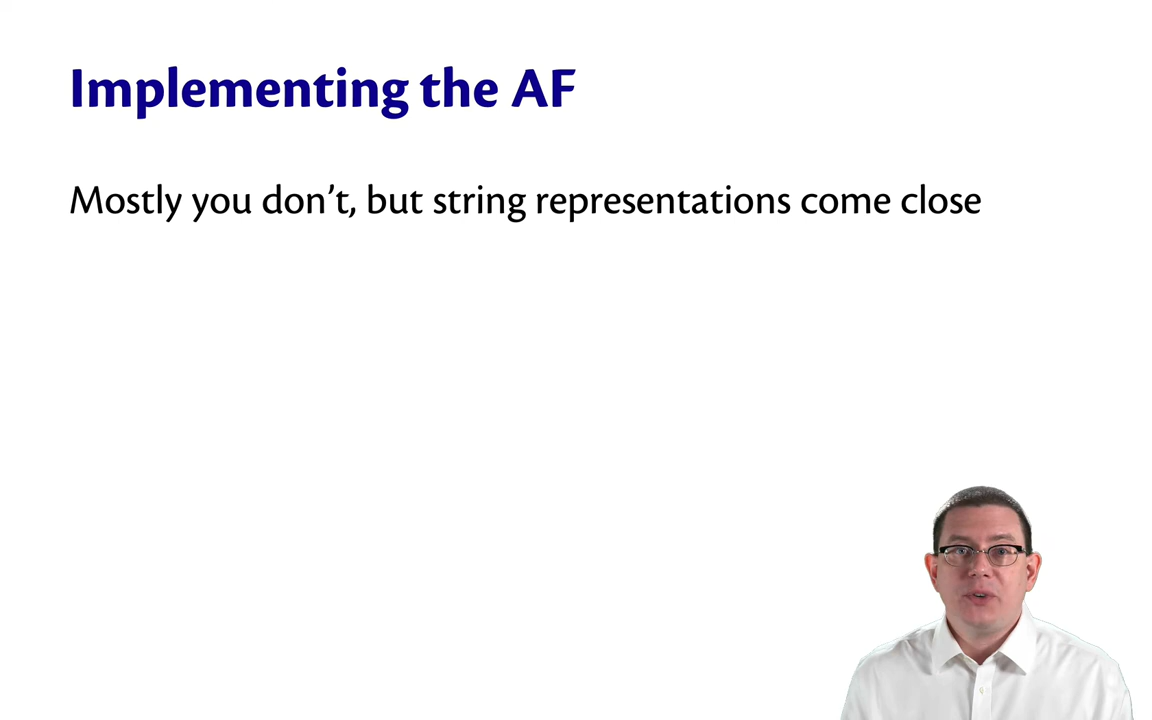 Implementing the AF
Mostly you don’t, but string representations come close